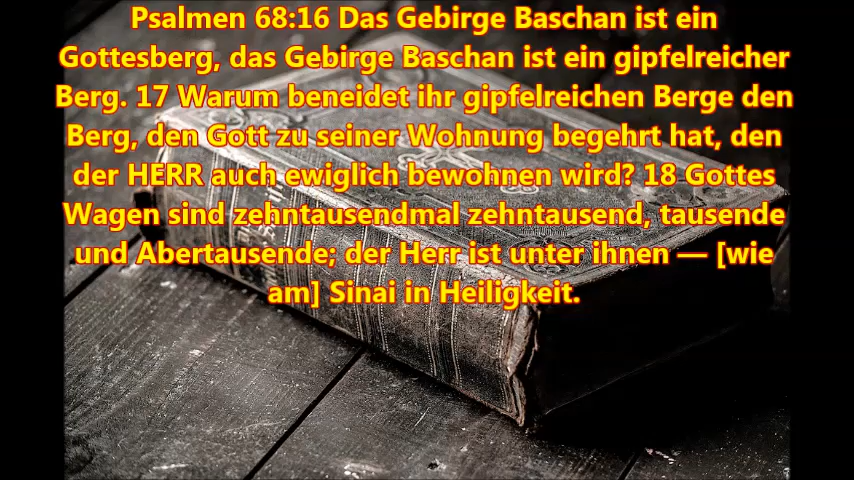 Psalmen 68:16 Das Gebirge Baschan ist ein
Gottesberg, das Gebirge Baschan ist ein gipfelreicher
Berg. 17 Warum beneidet ihr gipfelreichen Berge den
Berg, den Gott zu seiner Wohnung begehrt hat, den
der HERR auch ewiglich bewohnen wird? 18 Gottes
Wagen sind zehntausendmal zehntausend, tausende
und Abertausende; der Herr ist unter ihnen — [wie
am] Sinai in Heiligkeit.